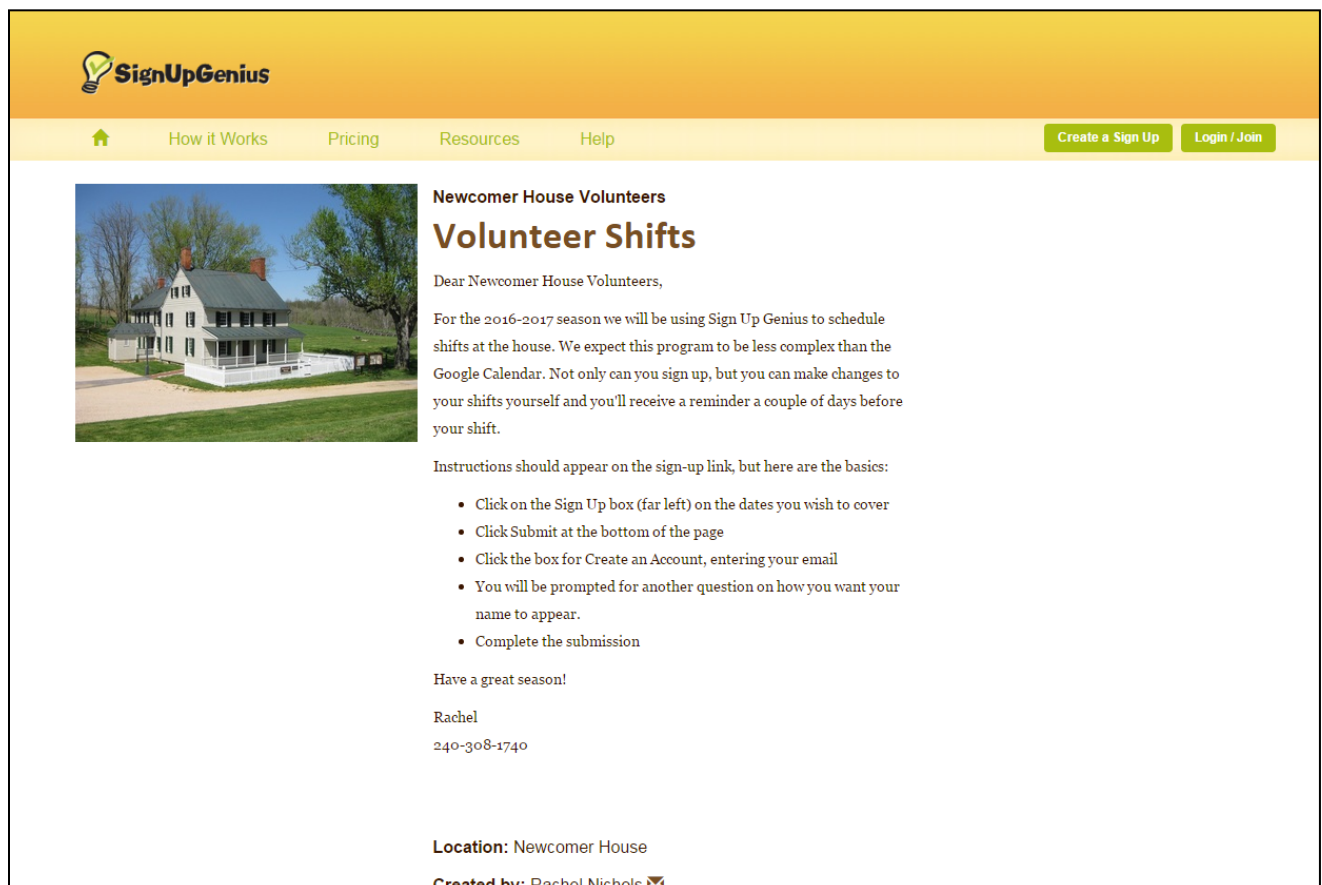 SignUpGenius
How it Works Pricing Resources Help Create a Sign Up Login / Join
Newcomer House Volunteers
Volunteer Shifts
Dear Newcomer House Volunteers,
For the 2016-2017 season we will be using Sign Up Genius to schedule
shifts at the house. We expect this program to be less complex than the
Google Calendar. Not only can you sign up, but you can make changes to
your shifts yourself and you'll receive a reminder a couple of days before
your shift.
Instructions should appear on the sign-up link, but here are the basics:
• Click on the Sign Up box (far left) on the dates you wish to cover
• Click Submit at the bottom of the page
• Click the box for Create an Account, entering your email
• You will be prompted for another question on how you want your
name to appear.
• Complete the submission
Have a great season!
Rachel
240-308-1740
Location: Newcomer House
Created by: Rachel Nichols